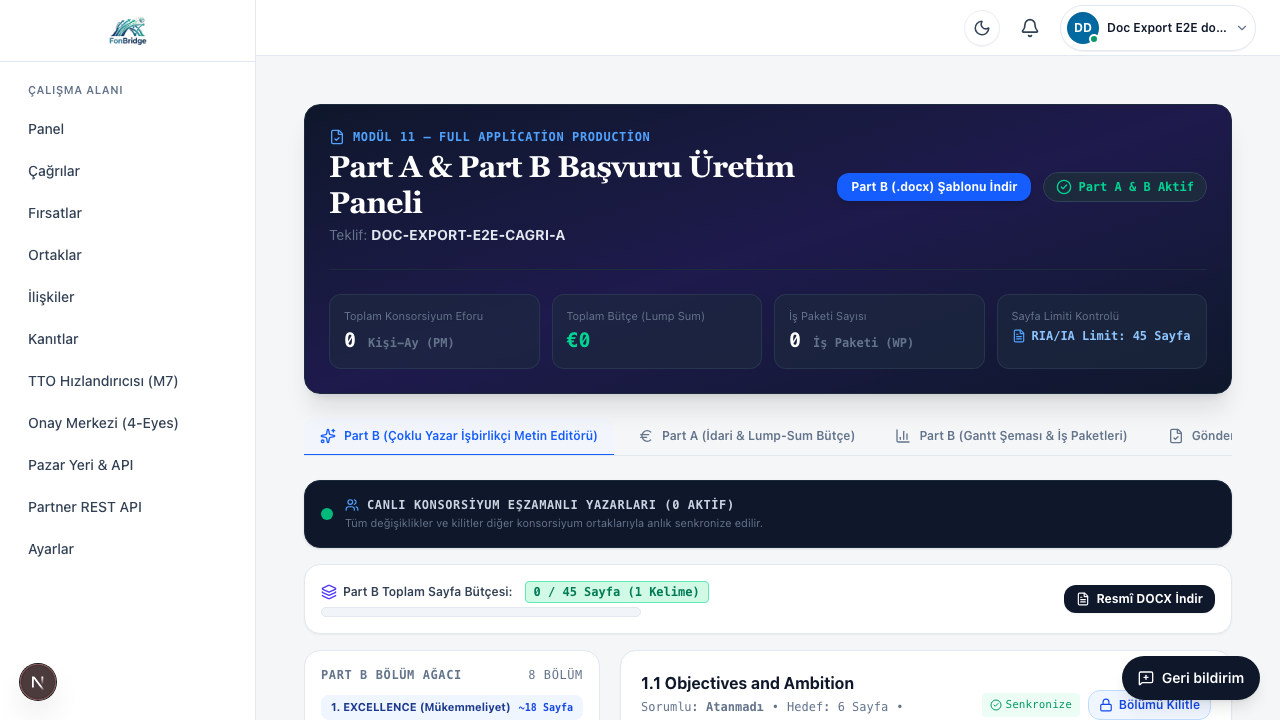 FonBridge
ÇALIŞMA ALANI
Panel
Çağrılar
Fırsatlar
Ortaklar
İlişkiler
Kanıtlar
TTO Hızlandırıcısı (M7)
Onay Merkezi (4-Eyes)
Pazar Yeri & API
Partner REST API
Ayarlar
N
DD
Doc Export E2E do...
MODÜL 11 — FULL APPLİCATİON PRODUCTİON
Part A & Part B Başvuru Üretim
Paneli
Teklif: DOC-EXPORT-E2E-CAGRI-A
Part B (.docx) Şablonu İndir
Part A & B Aktif
Toplam Konsorsiyum Eforu
0 Kişi-Ay (PM)
Toplam Bütçe (Lump Sum)
€0
İş Paketi Sayısı
0 İş Paketi (WP)
Sayfa Limiti Kontrolü
RIA/IA Limit: 45 Sayfa
Part B (Çoklu Yazar İşbirlikçi Metin Editörü)
Part A (İdari & Lump-Sum Bütçe)
Part B (Gantt Şeması & İş Paketleri)
Gönder
CANLI KONSORSİYUM EŞZAMANLI YAZARLARI (0 AKTİF)
Tüm değişiklikler ve kilitler diğer konsorsiyum ortaklarıyla anlık senkronize edilir.
Part B Toplam Sayfa Bütçesi:
0 / 45 Sayfa (1 Kelime)
Resmî DOCX İndir
PART B BÖLÜM AĞACI
8 BÖLÜM
1. EXCELLENCE (Mükemmeliyet)
~18 Sayfa
1.1 Objectives and Ambition
Sorumlu: Atanmadı • Hedef: 6 Sayfa •
Senkronize
Bölümü Kilitle
Geri bildirim